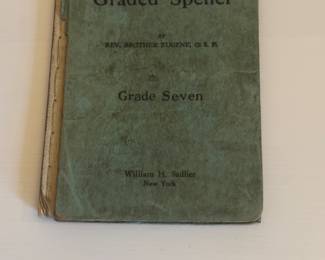 Graded Speller
BY
REV. BROTHER EUGENE, O. S. F.
Grade Seven
William H. Sadlier
New York